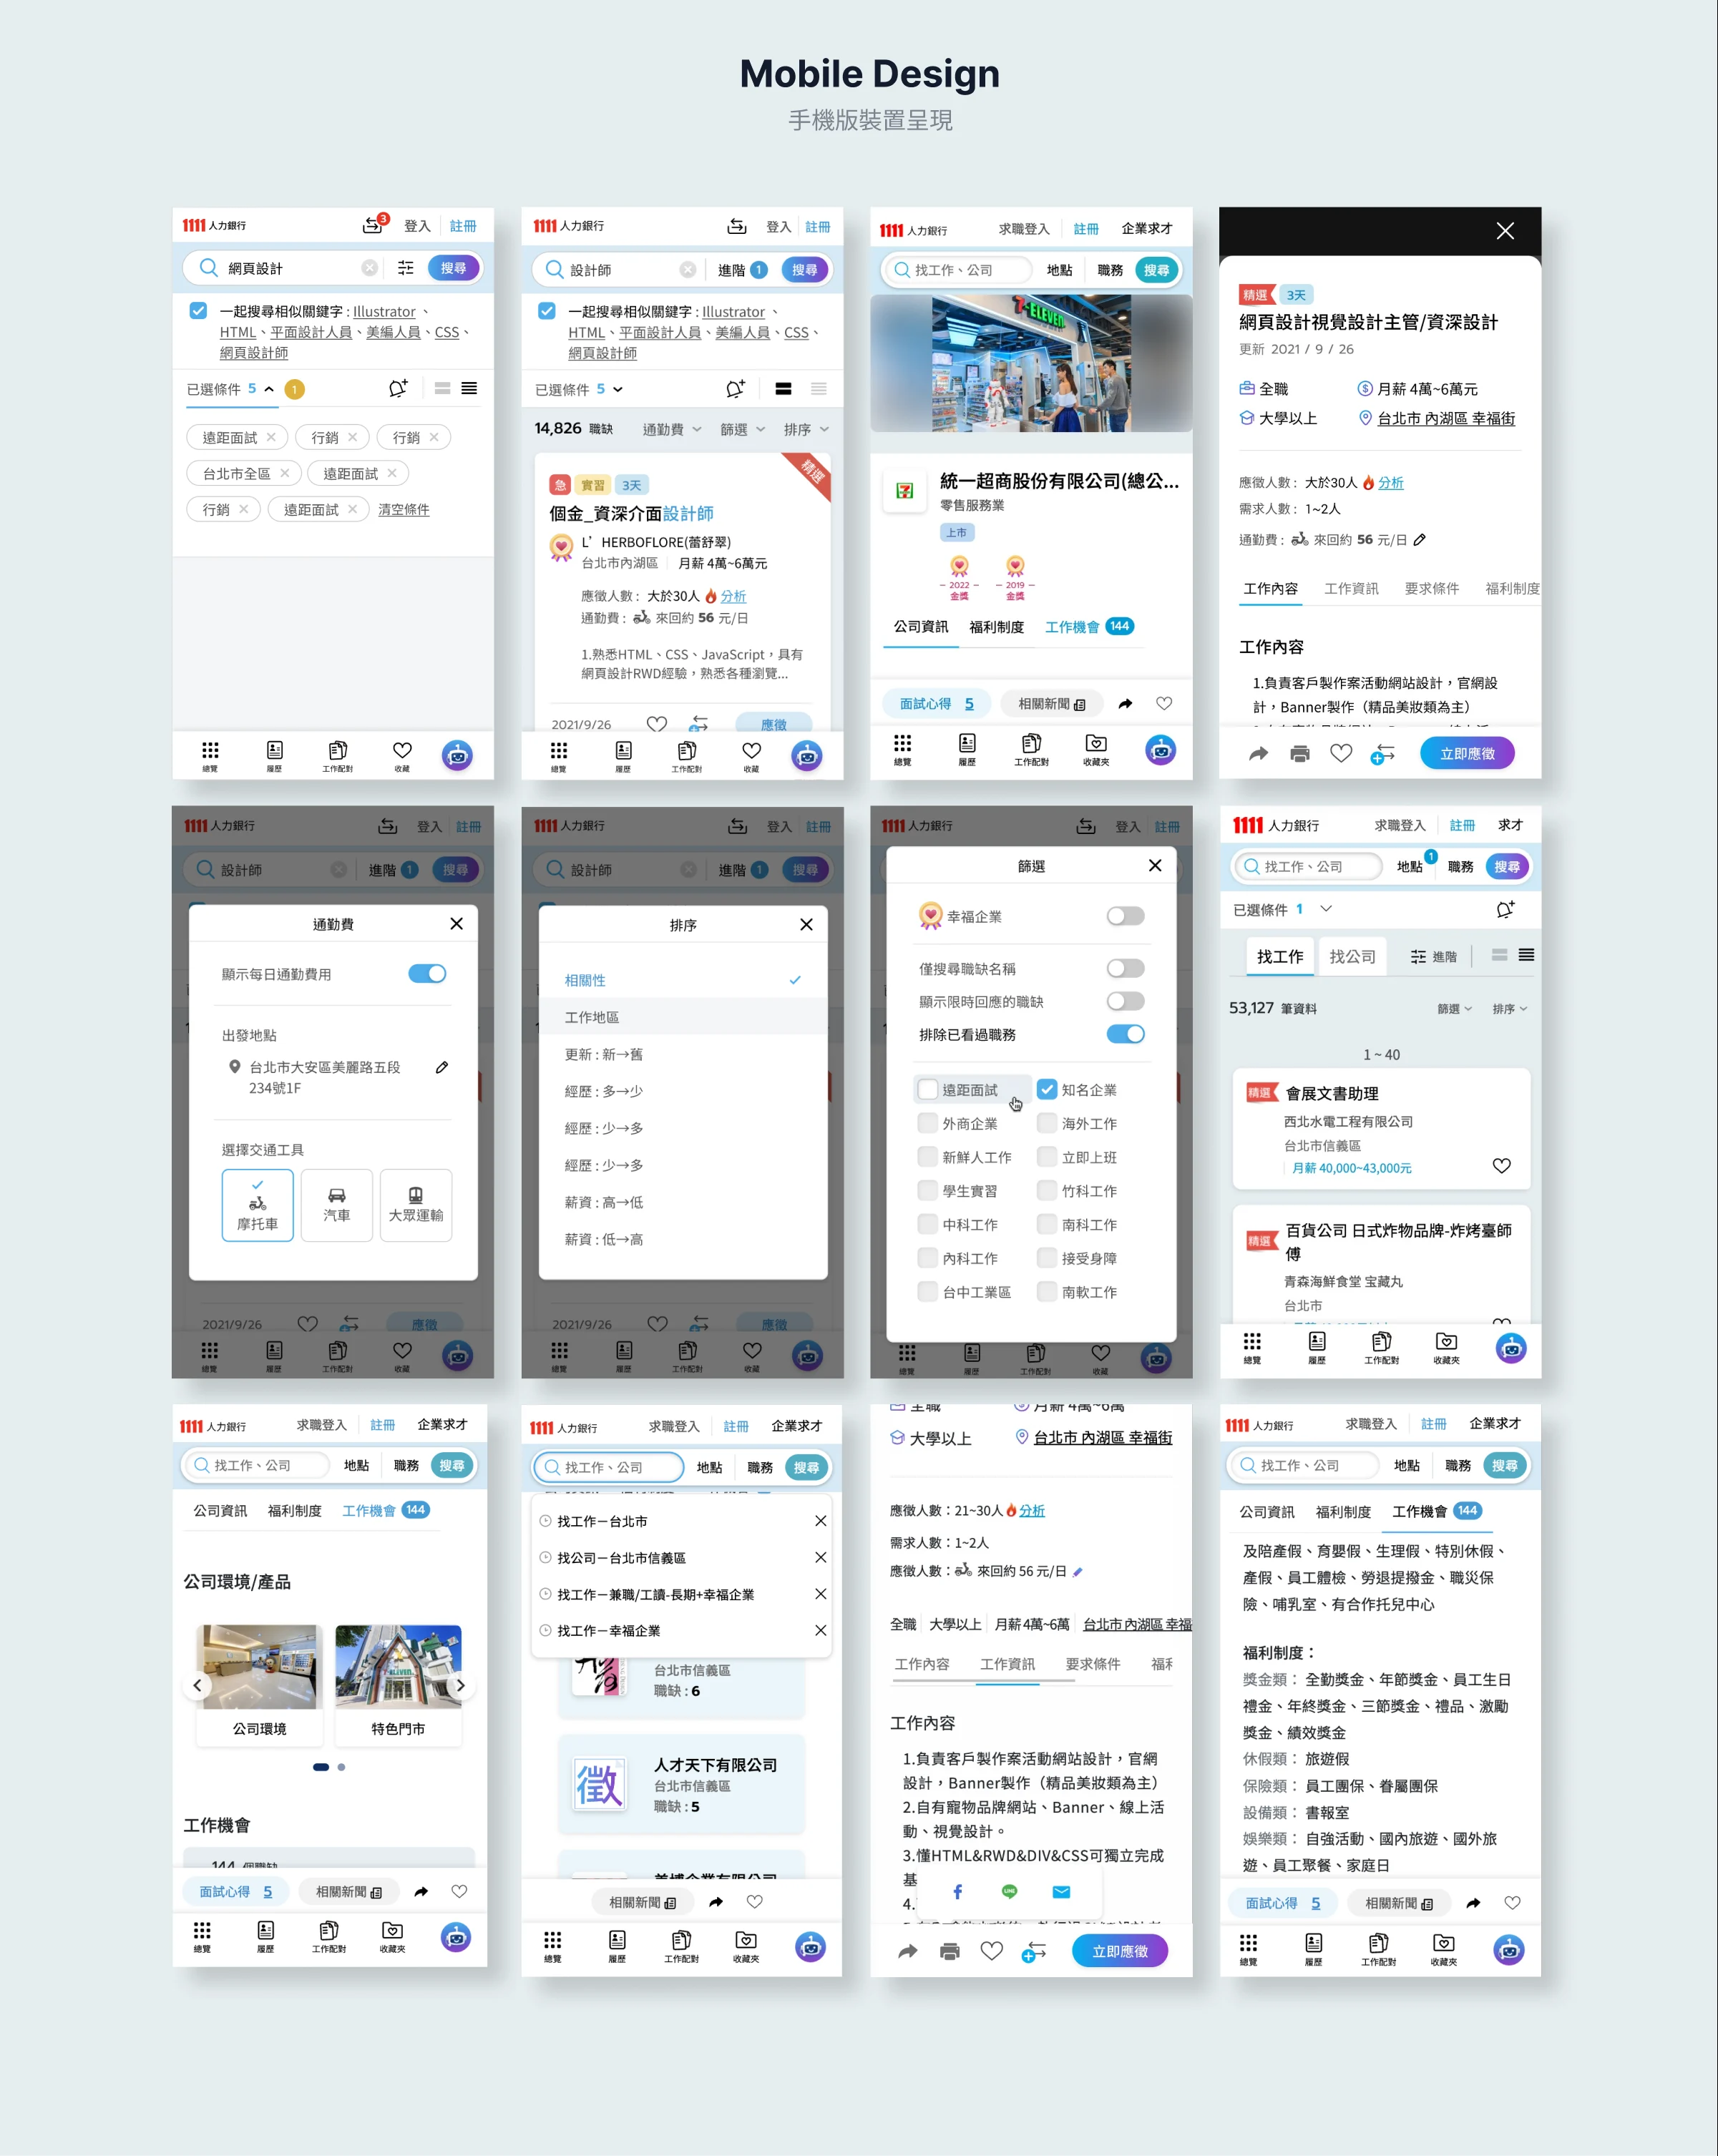 Mobile Design
手機版裝置呈現
1111 人力銀行
3
登入
註冊
網頁設計
搜尋
一起搜尋相似關鍵字 : Illustrator 、
HTML、平面設計人員、美編人員、CSS、
網頁設計師
已選條件 5
1
遠距面試
行銷
行銷
台北市全區
遠距面試
行銷
遠距面試
清空條件
總覽
履歷
工作配對
收藏
1111 人力銀行
登入
註冊
設計師
進階 1
搜尋
一起搜尋相似關鍵字 : Illustrator 、
HTML、平面設計人員、美編人員、CSS、
網頁設計師
已選條件 5
14,826 職缺
通勤費
篩選
排序
精選
急
實習
3天
個金_資深介面設計師
L’ HERBOFLORE(蕾舒翠)
台北市內湖區
月薪 4萬~6萬元
應徵人數 : 大於30人 分析
通勤費 : 來回約 56 元/日
1.熟悉HTML、CSS、JavaScript，具有
網頁設計RWD經驗，熟悉各種瀏覽...
2021/9/26
應徵
總覽
履歷
工作配對
收藏
1111 人力銀行
求職登入
註冊
企業求才
找工作、公司
地點
職務
搜尋
7-ELEVEN
統一超商股份有限公司(總公...
零售服務業
上市
2022
金獎
2019
金獎
公司資訊
福利制度
工作機會 144
面試心得 5
相關新聞
總覽
履歷
工作配對
收藏夾
精選
3天
網頁設計視覺設計主管/資深設計
更新 2021 / 9 / 26
全職
月薪 4萬~6萬元
大學以上
台北市 內湖區 幸福街
應徵人數 : 大於30人 分析
需求人數 : 1~2人
通勤費 : 來回約 56 元/日
工作內容
工作資訊
要求條件
福利制度
工作內容
1.負責客戶製作案活動網站設計，官網設
計，Banner製作（精品美妝類為主）
立即應徵
1111 人力銀行
登入
註冊
設計師
進階 1
搜尋
通勤費
顯示每日通勤費用
出發地點
台北市大安區美麗路五段
234號1F
選擇交通工具
摩托車
汽車
大眾運輸
2021/9/26
應徵
總覽
履歷
工作配對
收藏
1111 人力銀行
登入
註冊
設計師
進階 1
搜尋
排序
相關性
工作地區
更新 : 新→舊
經歷 : 多→少
經歷 : 少→多
經歷 : 少→多
薪資 : 高→低
薪資 : 低→高
2021/9/26
應徵
總覽
履歷
工作配對
收藏
1111 人力銀行
登入
註冊
篩選
幸福企業
僅搜尋職缺名稱
顯示限時回應的職缺
排除已看過職務
遠距面試
知名企業
外商企業
海外工作
新鮮人工作
立即上班
學生實習
竹科工作
中科工作
南科工作
內科工作
接受身障
台中工業區
南軟工作
總覽
履歷
工作配對
收藏
1111 人力銀行
求職登入
註冊
求才
找工作、公司
地點 1
職務
搜尋
已選條件 1
找工作
找公司
進階
53,127 筆資料
篩選
排序
1 ~ 40
精選
會展文書助理
西北水電工程有限公司
台北市信義區
月薪 40,000~43,000元
精選
百貨公司 日式炸物品牌-炸烤臺師
傅
青森海鮮食堂 宝蔵丸
台北市
總覽
履歷
工作配對
收藏夾
1111 人力銀行
求職登入
註冊
企業求才
找工作、公司
地點
職務
搜尋
公司資訊
福利制度
工作機會 144
公司環境/產品
公司環境
特色門市
工作機會
面試心得 5
相關新聞
總覽
履歷
工作配對
收藏夾
1111 人力銀行
求職登入
註冊
企業求才
找工作、公司
地點
職務
搜尋
找工作－台北市
找公司－台北市信義區
找工作－兼職/工讀-長期+幸福企業
找工作－幸福企業
台北市信義區
職缺 : 6
徵
人才天下有限公司
台北市信義區
職缺 : 5
相關新聞
總覽
履歷
工作配對
收藏夾
全職
月薪 4萬~6萬
大學以上
台北市 內湖區 幸福街
應徵人數：21~30人 分析
需求人數：1~2人
應徵人數： 來回約 56 元/日
全職
大學以上
月薪 4萬~6萬
台北市 內湖區 幸福
工作內容
工作資訊
要求條件
福利
工作內容
1.負責客戶製作案活動網站設計，官網
設計，Banner製作（精品美妝類為主）
2.自有寵物品牌網站、Banner、線上活
動、視覺設計。
3.懂HTML&RWD&DIV&CSS可獨立完成
基
4.
LINE
立即應徵
1111 人力銀行
求職登入
註冊
企業求才
找工作、公司
地點
職務
搜尋
公司資訊
福利制度
工作機會 144
及陪產假、育嬰假、生理假、特別休假、
產假、員工體檢、勞退提撥金、職災保
險、哺乳室、有合作托兒中心
福利制度：
獎金類： 全勤獎金、年節獎金、員工生日
禮金、年終獎金、三節獎金、禮品、激勵
獎金、績效獎金
休假類： 旅遊假
保險類： 員工團保、眷屬團保
設備類： 書報室
娛樂類： 自強活動、國內旅遊、國外旅
遊、員工聚餐、家庭日
面試心得 5
相關新聞
總覽
履歷
工作配對
收藏夾